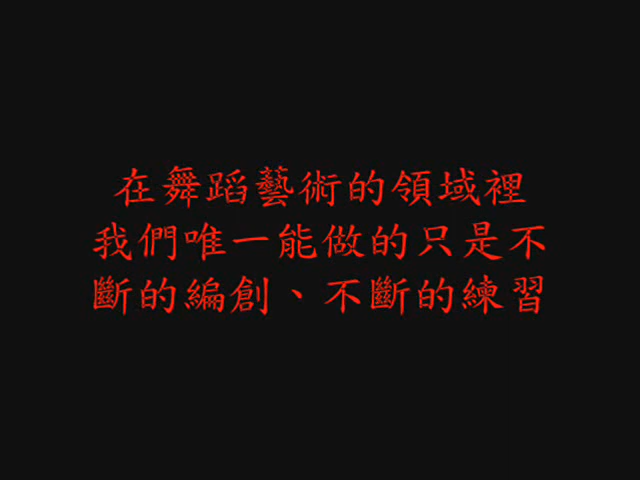 在舞蹈藝術的領域裡
我們唯一能做的只是不
斷的編創、不斷的練習